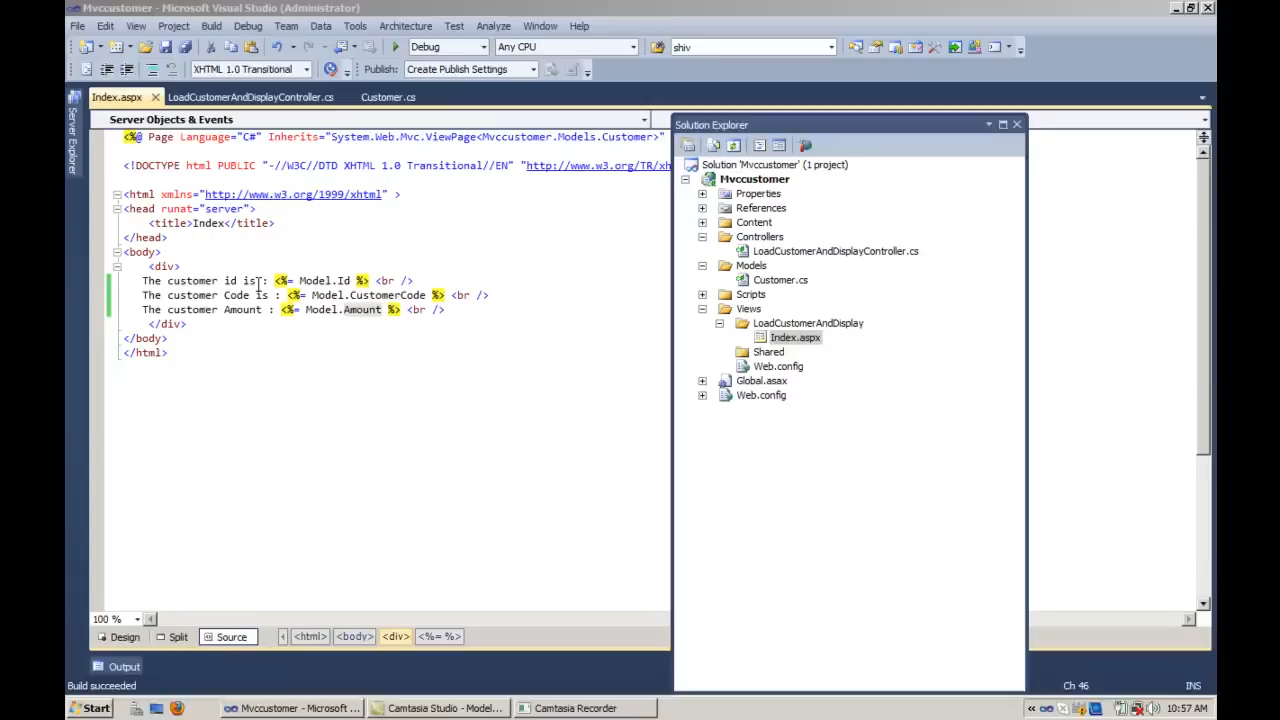 Mvccustomer - Microsoft Visual Studio (Administrator)
File Edit View Project Build Debug Team Data Tools Architecture Test Analyze Window Help
Debug Any CPU shiv
XHTML 1.0 Transitional Publish: Create Publish Settings
Index.aspx LoadCustomerAndDisplayController.cs Customer.cs
Server Explorer
Server Objects & Events
<%@ Page Language="C#" Inherits="System.Web.Mvc.ViewPage<Mvccustomer.Models.Customer>"
<!DOCTYPE html PUBLIC "-//W3C//DTD XHTML 1.0 Transitional//EN" "http://www.w3.org/TR/xh
<html xmlns="http://www.w3.org/1999/xhtml" >
<head runat="server">
<title>Index</title>
</head>
<body>
<div>
The customer id is : <%= Model.Id %> <br />
The customer Code is : <%= Model.CustomerCode %> <br />
The customer Amount : <%= Model.Amount %> <br />
</div>
</body>
</html>
Solution Explorer
Solution 'Mvccustomer' (1 project)
Mvccustomer
Properties
References
Content
Controllers
LoadCustomerAndDisplayController.cs
Models
Customer.cs
Scripts
Views
LoadCustomerAndDisplay
Index.aspx
Shared
Web.config
Global.asax
Web.config
100 %
Design Split Source <html> <body> <div> <%= %>
Output
Build succeeded Ch 46 INS
Start Mvccustomer - Microsoft ... Camtasia Studio - Model... Camtasia Recorder 10:57 AM